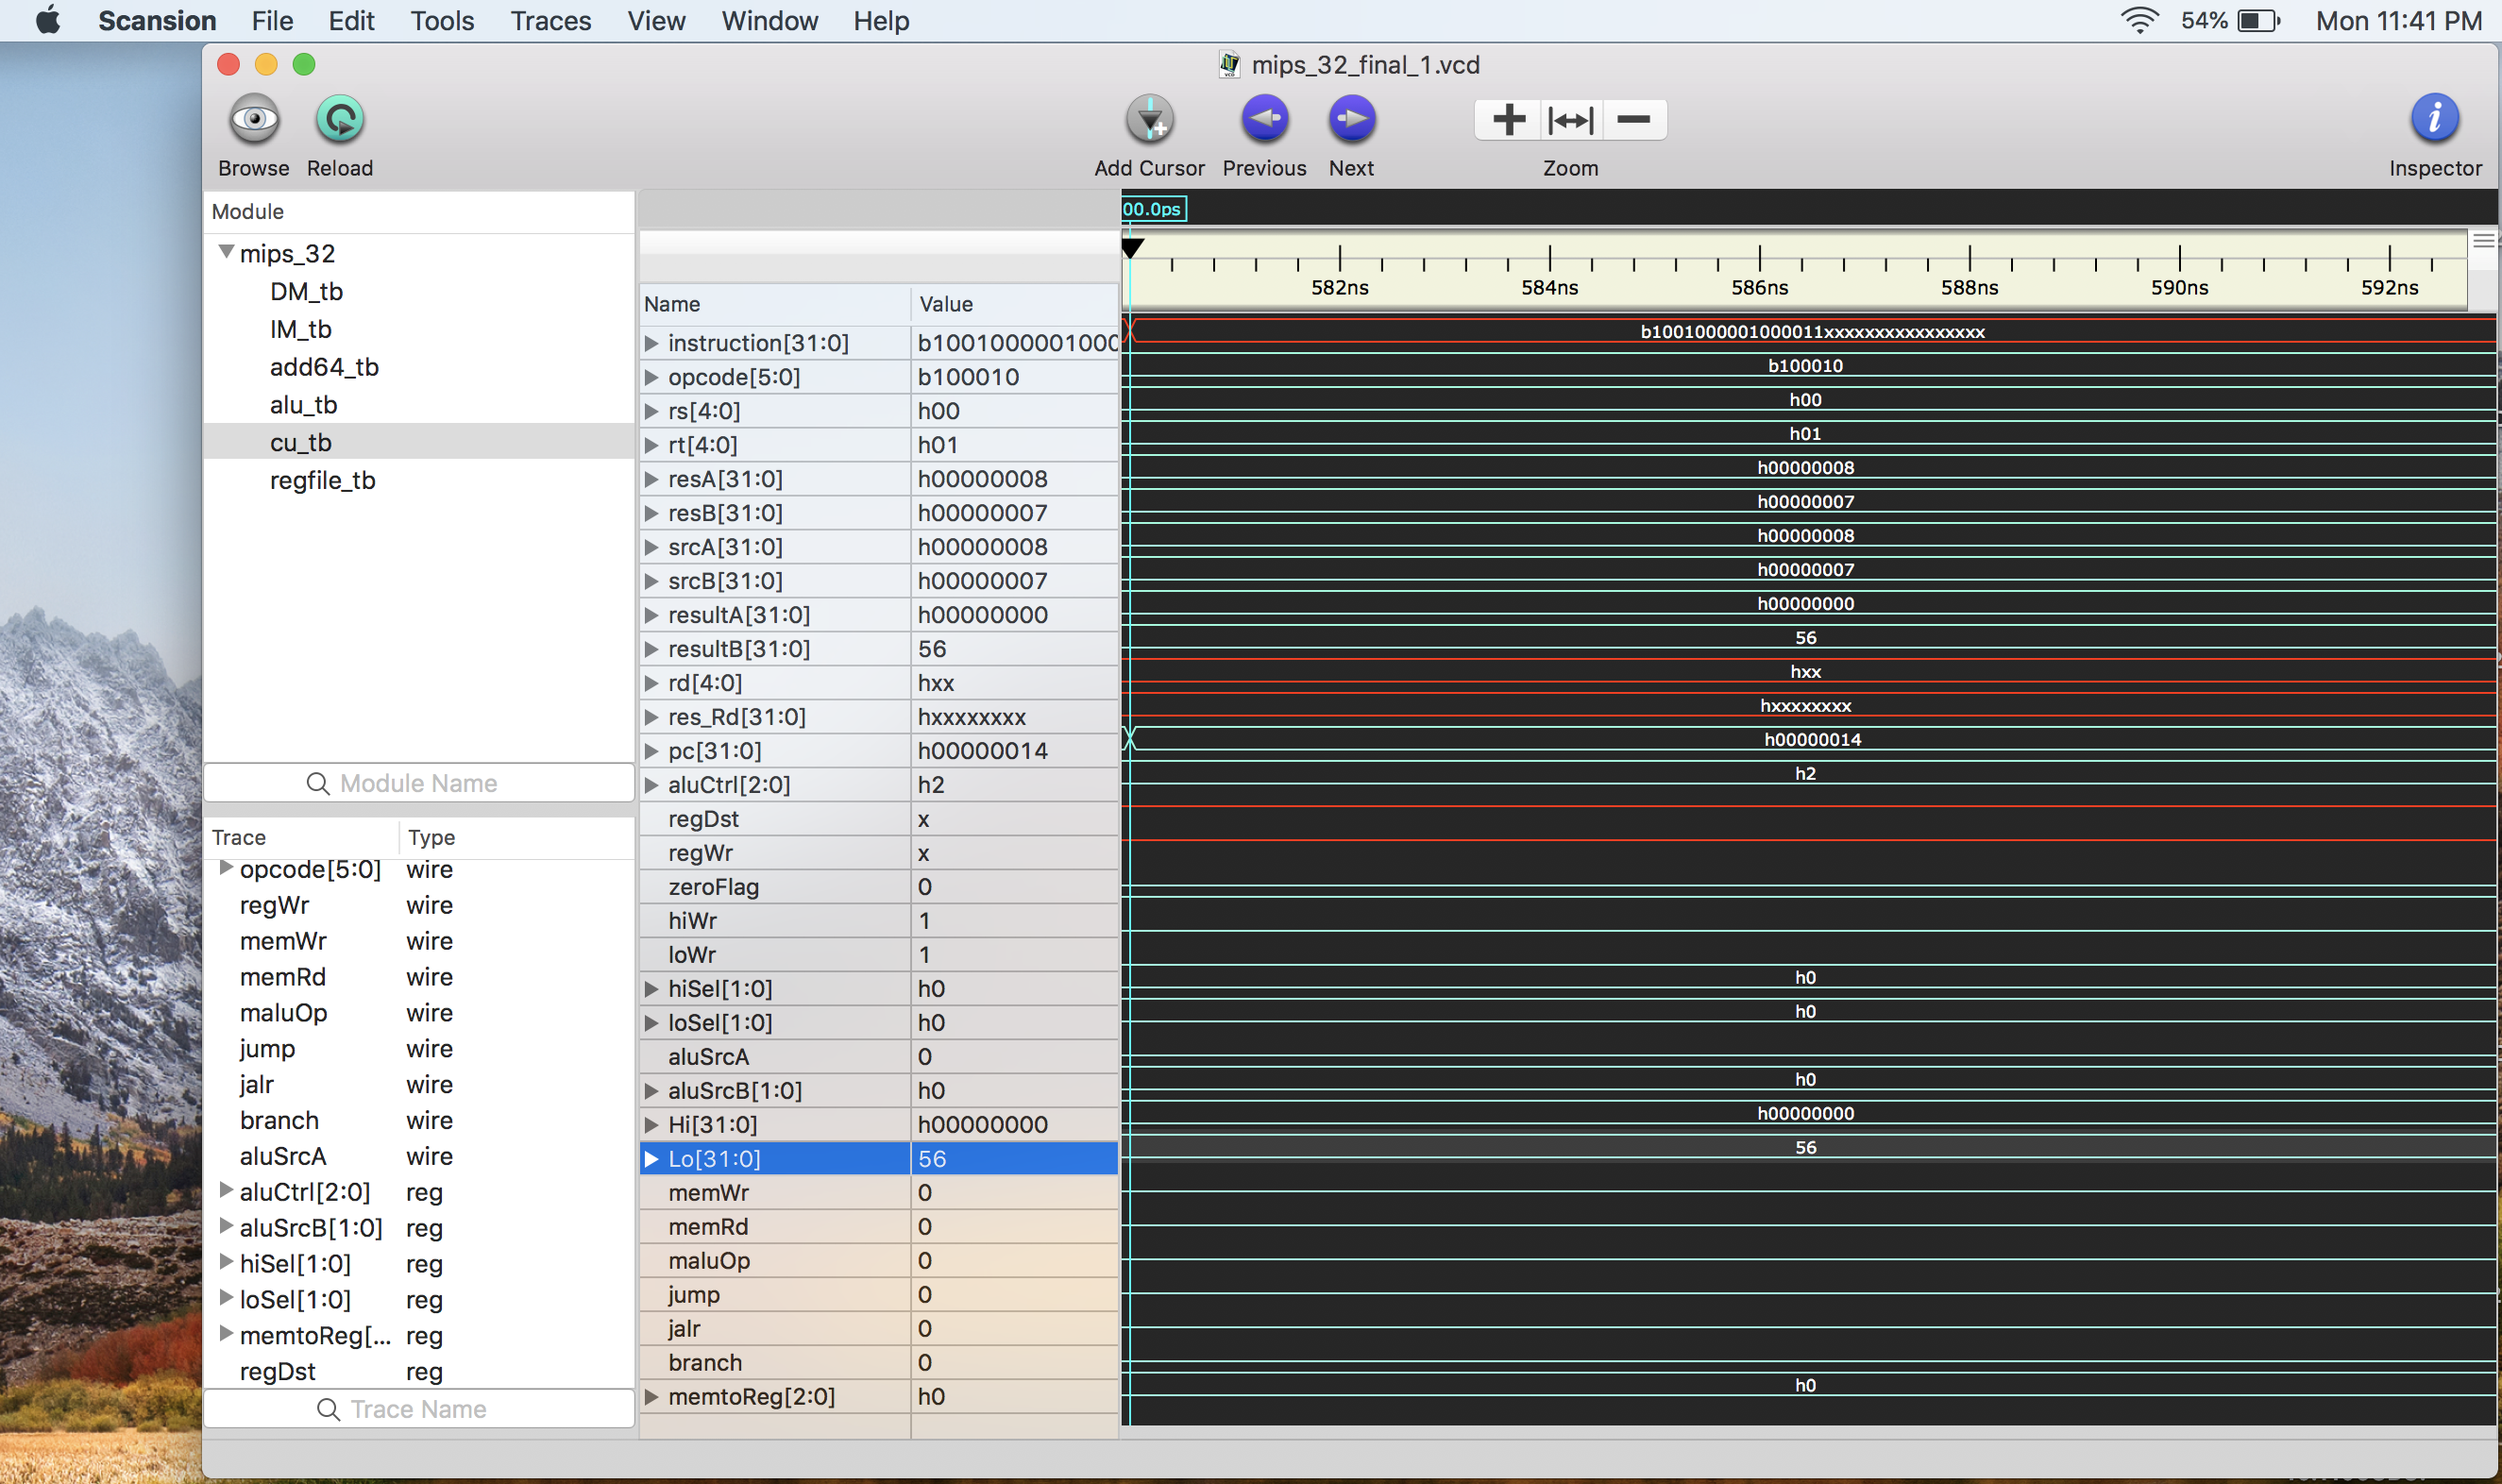 Scansion File Edit Tools Traces View Window Help 54% Mon 11:41 PM
mips_32_final_1.vcd
Browse Reload Add Cursor Previous Next Zoom Inspector
Module
mips_32
DM_tb
IM_tb
add64_tb
alu_tb
cu_tb
regfile_tb
Module Name
Trace Type
opcode[5:0] wire
regWr wire
memWr wire
memRd wire
maluOp wire
jump wire
jalr wire
branch wire
aluSrcA wire
aluCtrl[2:0] reg
aluSrcB[1:0] reg
hiSel[1:0] reg
loSel[1:0] reg
memtoReg[... reg
regDst reg
Trace Name
00.0ps
582ns 584ns 586ns 588ns 590ns 592ns
Name Value
instruction[31:0] b1001000001000 b1001000001000011xxxxxxxxxxxxxxxx
opcode[5:0] b100010 b100010
rs[4:0] h00 h00
rt[4:0] h01 h01
resA[31:0] h00000008 h00000008
resB[31:0] h00000007 h00000007
srcA[31:0] h00000008 h00000008
srcB[31:0] h00000007 h00000007
resultA[31:0] h00000000 h00000000
resultB[31:0] 56 56
rd[4:0] hxx hxx
res_Rd[31:0] hxxxxxxxx hxxxxxxxx
pc[31:0] h00000014 h00000014
aluCtrl[2:0] h2 h2
regDst x
regWr x
zeroFlag 0
hiWr 1
loWr 1
hiSel[1:0] h0 h0
loSel[1:0] h0 h0
aluSrcA 0
aluSrcB[1:0] h0 h0
Hi[31:0] h00000000 h00000000
Lo[31:0] 56 56
memWr 0
memRd 0
maluOp 0
jump 0
jalr 0
branch 0
memtoReg[2:0] h0 h0